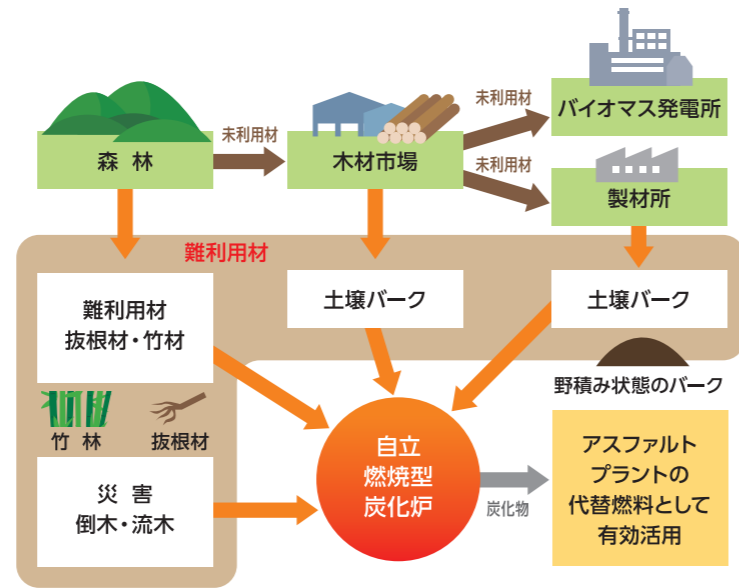 バイオマス発電所
未利用材
未利用材
森 林
木材市場
未利用材
製材所
難利用材
難利用材
抜根材・竹材
土壌バーク
土壌バーク
野積み状態のバーク
竹 林
抜根材
災 害
倒木・流木
自立
燃焼型
炭化炉
炭化物
アスファルト
プラントの
代替燃料として
有効活用